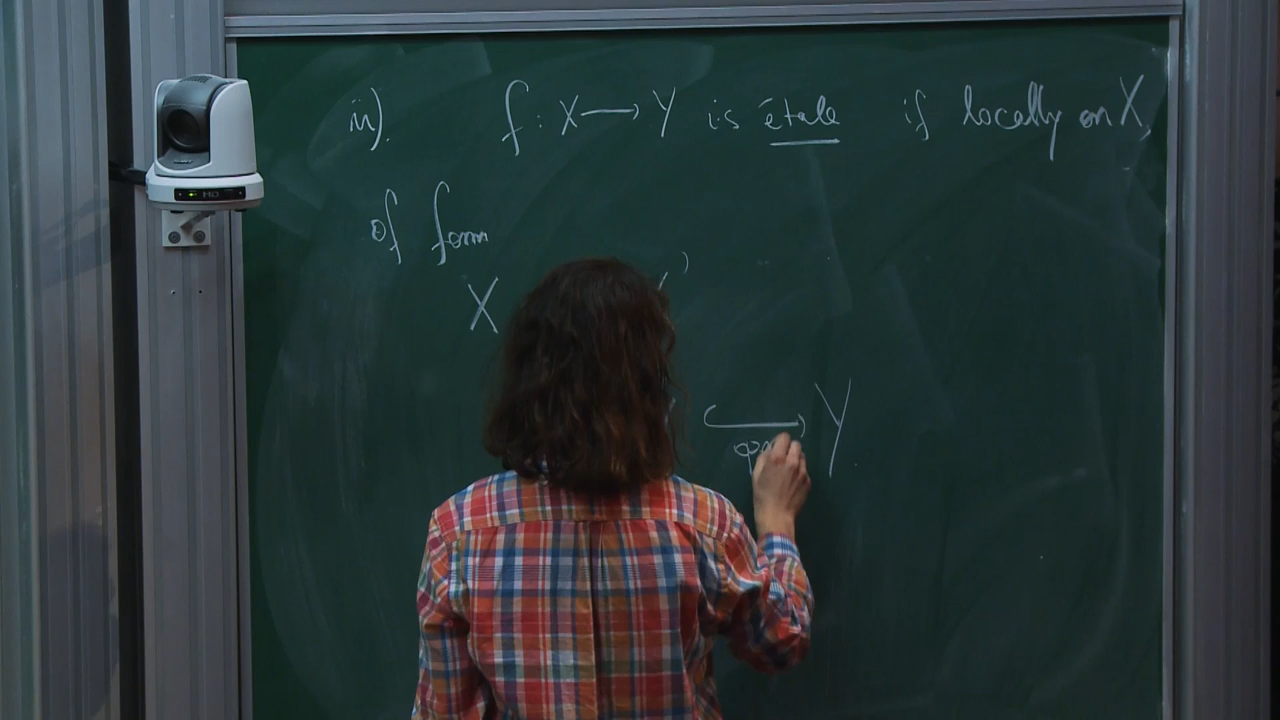 ii). f : X → Y is étale if locally on X,
of form
X
Y